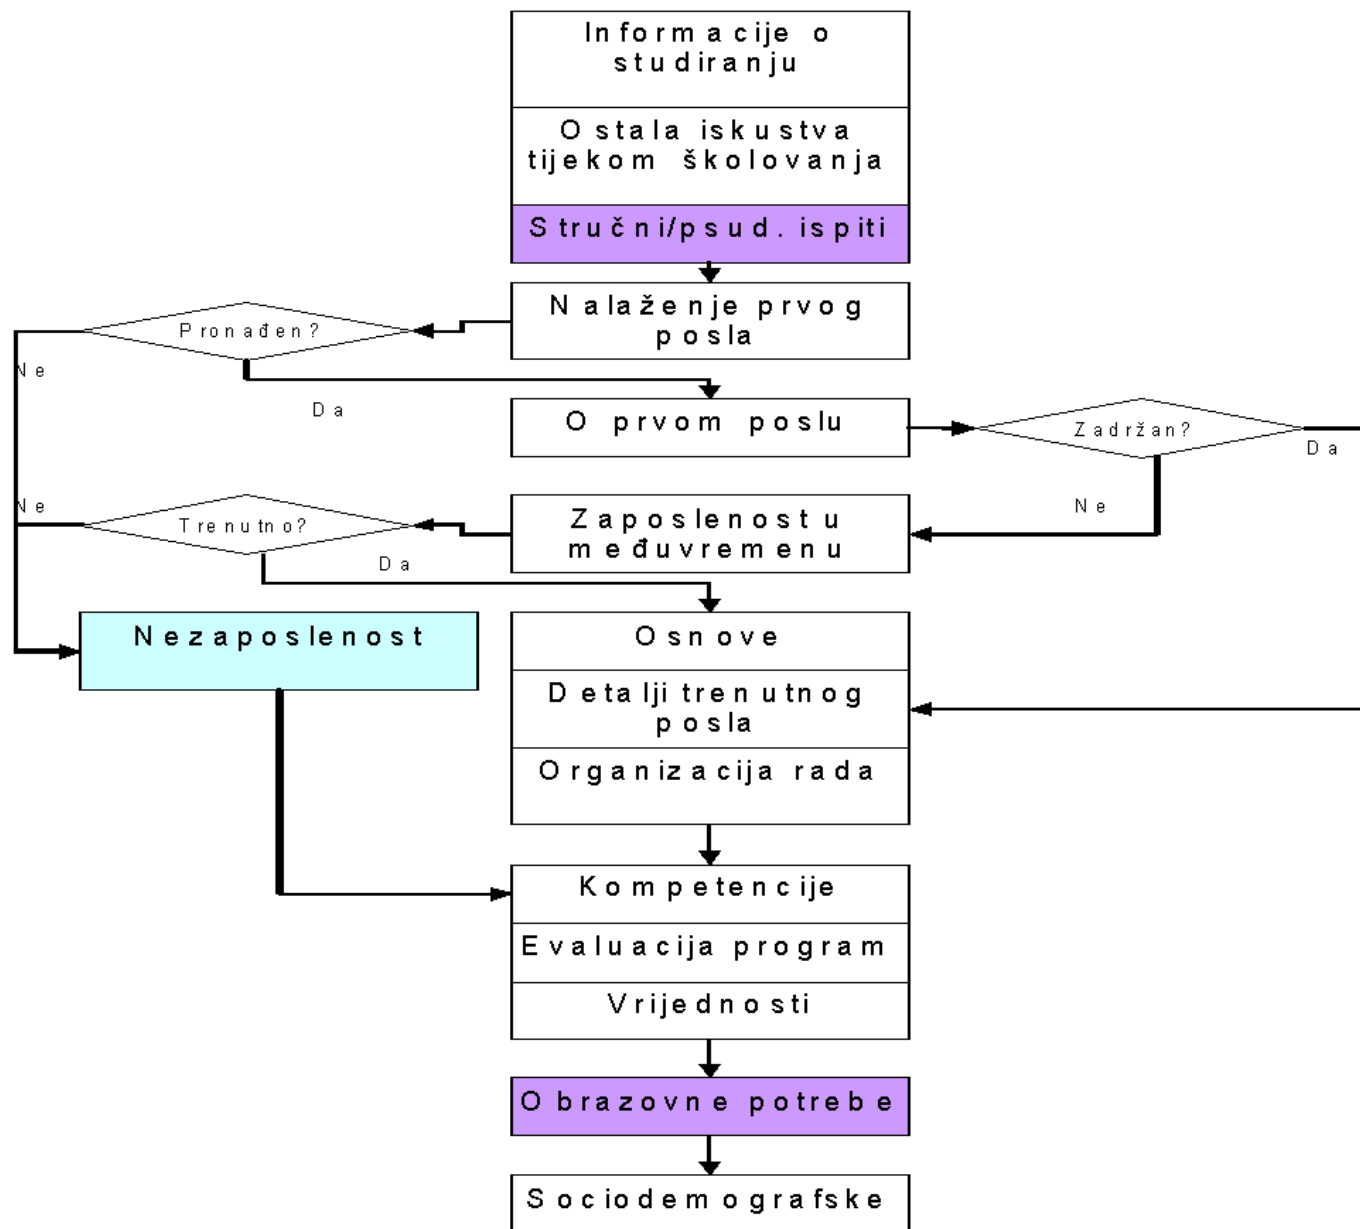 Informacije o
studiranju
Ostala iskustva
tijekom školovanja
Stručni/psud. ispiti
Nalaženje prvog
posla
Pronađen?
Ne
Da
O prvom poslu
Zadržan?
Da
Ne
Zaposlenost u
međuvremenu
Trenutno?
Ne
Da
Nezaposlenost
Osnove
Detalji trenutnog
posla
Organizacija rada
Kompetencije
Evaluacija program
Vrijednosti
Obrazovne potrebe
Sociodemografske